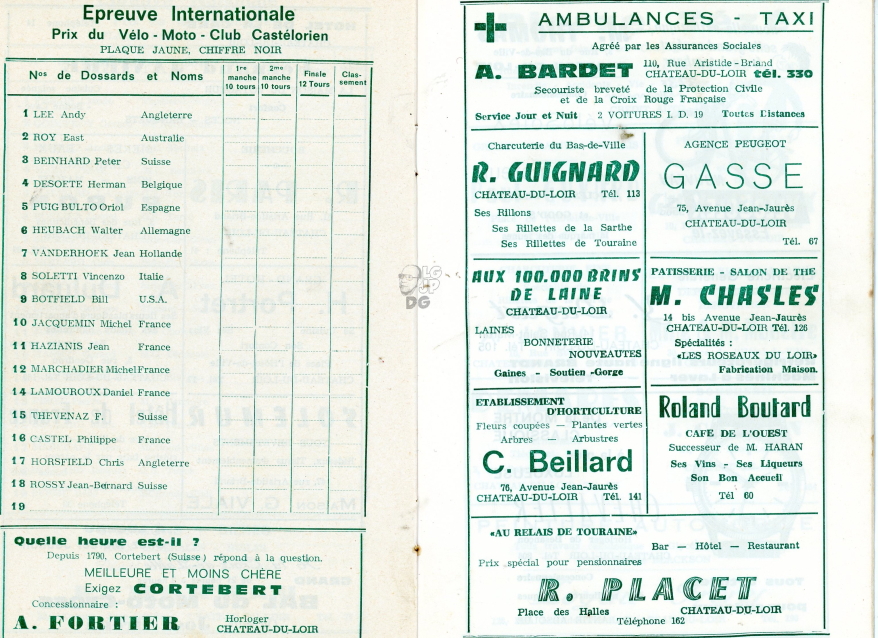 Epreuve Internationale
Prix du Vélo - Moto - Club Castélorien
PLAQUE JAUNE, CHIFFRE NOIR
Nos de Dossards et Noms
1re manche 10 tours
2me manche 10 tours
Finale 12 Tours
Clas-sement
1 LEE Andy Angleterre
2 ROY East Australie
3 BEINHARD Peter Suisse
4 DESOETE Herman Belgique
5 PUIG BULTO Oriol Espagne
6 HEUBACH Walter Allemagne
7 VANDERHOEK Jean Hollande
8 SOLETTI Vincenzo Italie
9 BOTFIELD Bill U.S.A.
10 JACQUEMIN Michel France
11 HAZIANIS Jean France
12 MARCHADIER Michel France
14 LAMOUROUX Daniel France
15 THEVENAZ F. Suisse
16 CASTEL Philippe France
17 HORSFIELD Chris Angleterre
18 ROSSY Jean-Bernard Suisse
19
Quelle heure est-il ?
Depuis 1790, Cortebert (Suisse) répond à la question.
MEILLEURE ET MOINS CHÈRE
Exigez CORTEBERT
Concessionnaire :
A. FORTIER Horloger
CHATEAU-DU-LOIR
AMBULANCES - TAXI
Agréé par les Assurances Sociales
A. BARDET 110, Rue Aristide - Briand
CHATEAU-DU-LOIR tél. 330
Secouriste breveté de la Protection Civile
et de la Croix Rouge Française
Service Jour et Nuit 2 VOITURES I. D. 19 Toutes Distances
Charcuterie du Bas-de-Ville
R. GUIGNARD
CHATEAU-DU-LOIR Tél. 113
Ses Rillons
Ses Rillettes de la Sarthe
Ses Rillettes de Touraine
AGENCE PEUGEOT
GASSE
75, Avenue Jean-Jaurès
CHATEAU-DU-LOIR
Tél. 67
AUX 100.000 BRINS
DE LAINE
CHATEAU-DU-LOIR
LAINES
BONNETERIE
NOUVEAUTES
Gaines - Soutien -Gorge
PATISSERIE - SALON DE THE
M. CHASLES
14 bis Avenue Jean-Jaurès
CHATEAU-DU-LOIR Tél. 126
Spécialités :
«LES ROSEAUX DU LOIR»
Fabrication Maison.
ETABLISSEMENT
D'HORTICULTURE
Fleurs coupées — Plantes vertes
Arbres — Arbustres
C. Beillard
76, Avenue Jean-Jaurès
CHATEAU-DU-LOIR Tél. 141
Roland Boutard
CAFE DE L'OUEST
Successeur de M. HARAN
Ses Vins - Ses Liqueurs
Son Bon Accueil
Tél 60
«AU RELAIS DE TOURAINE»
Bar — Hôtel — Restaurant
Prix spécial pour pensionnaires
R. PLACET
Place des Halles CHATEAU-DU-LOIR
Téléphone 162